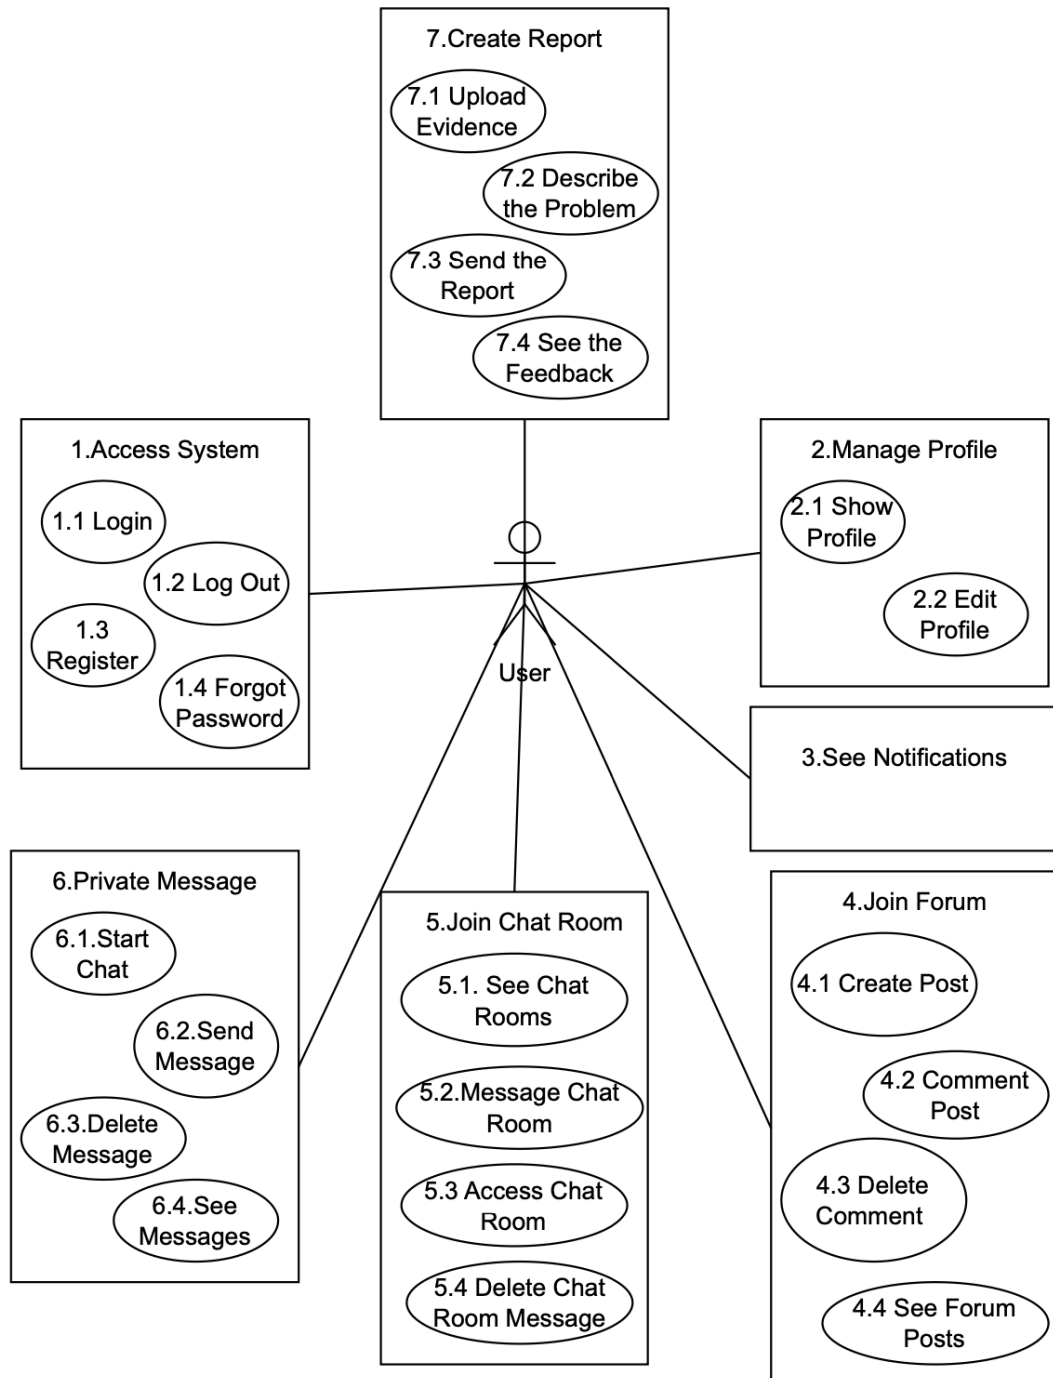 7.Create Report
7.1 Upload
Evidence
7.2 Describe
the Problem
7.3 Send the
Report
7.4 See the
Feedback
1.Access System
1.1 Login
1.2 Log Out
1.3
Register
1.4 Forgot
Password
User
2.Manage Profile
2.1 Show
Profile
2.2 Edit
Profile
3.See Notifications
6.Private Message
6.1.Start
Chat
6.2.Send
Message
6.3.Delete
Message
6.4.See
Messages
5.Join Chat Room
5.1. See Chat
Rooms
5.2.Message Chat
Room
5.3 Access Chat
Room
5.4 Delete Chat
Room Message
4.Join Forum
4.1 Create Post
4.2 Comment
Post
4.3 Delete
Comment
4.4 See Forum
Posts